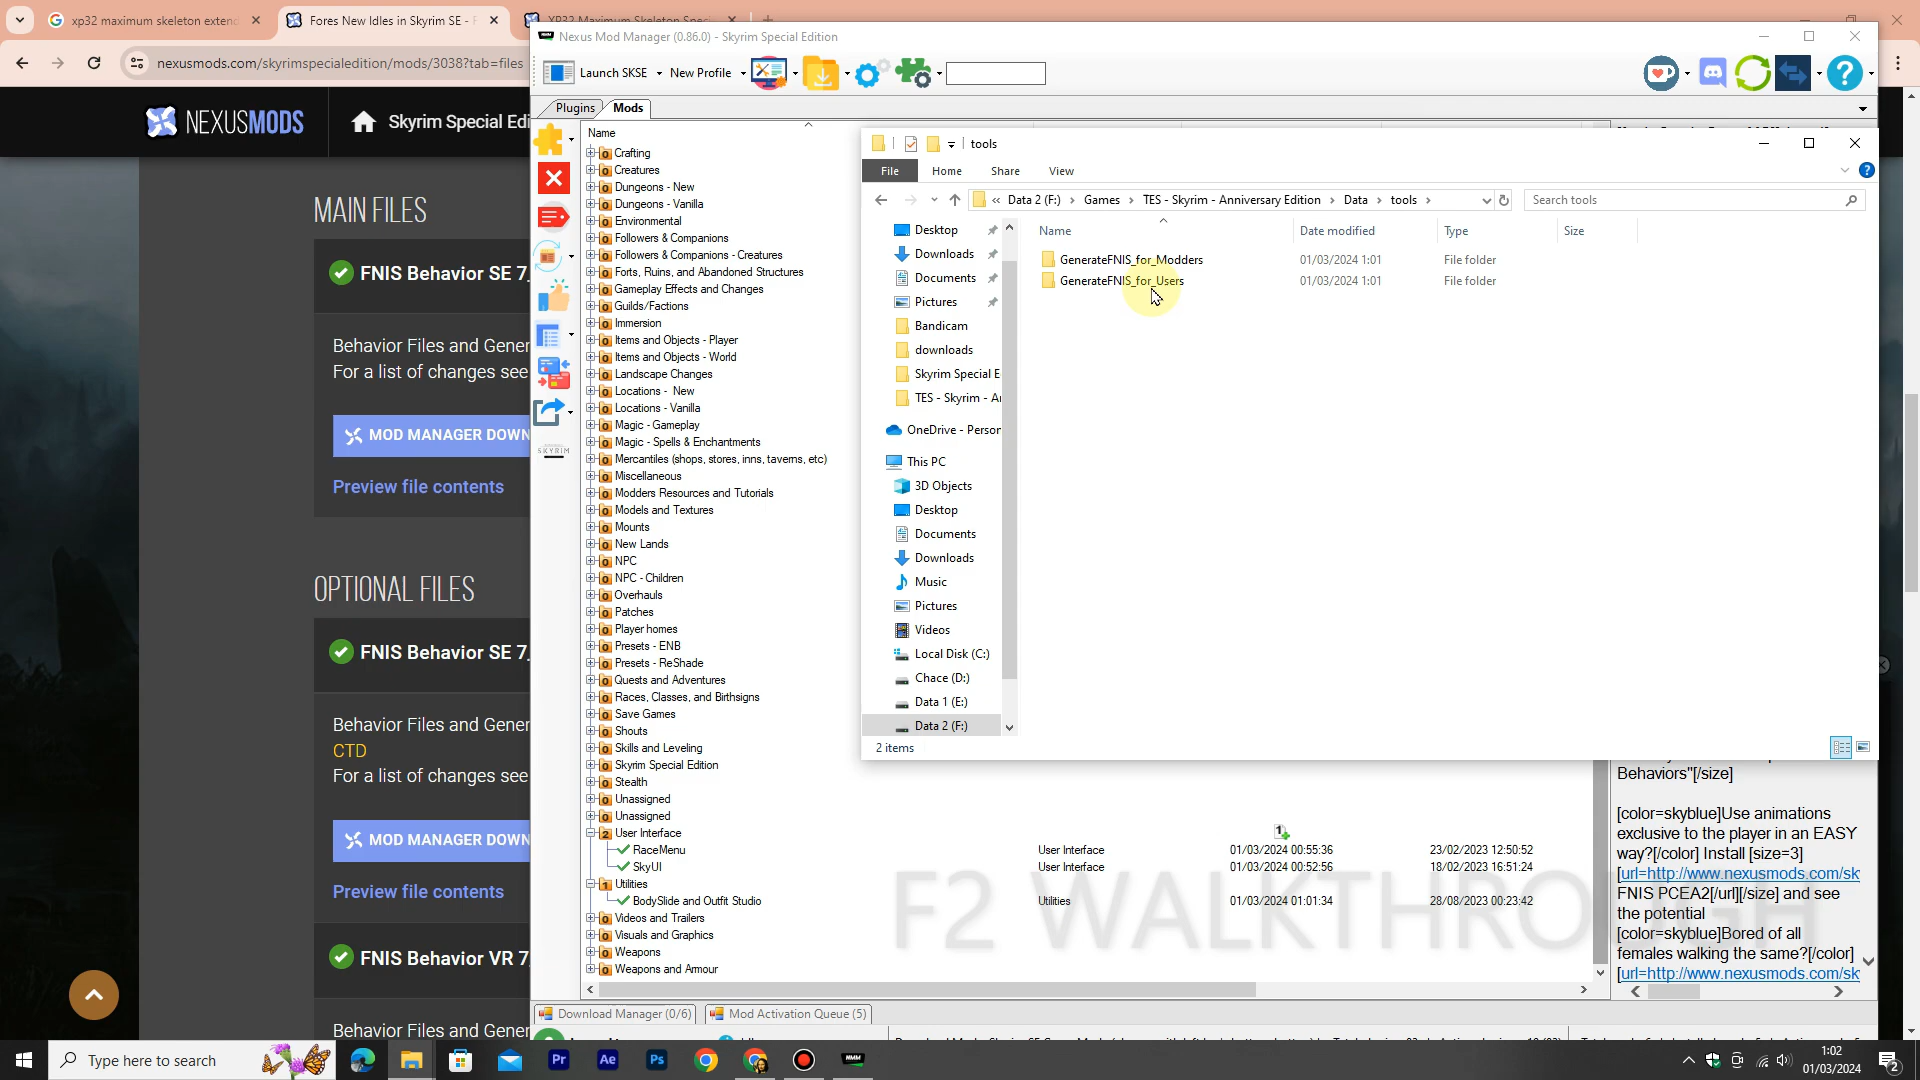 xp32 maximum skeleton extend
Fores New Idles in Skyrim SE - F
XP32 Maximum Skeleton Speci
nexusmods.com/skyrimspecialedition/mods/3038?tab=files
NEXUSMODS
Skyrim Special Edi
MAIN FILES
FNIS Behavior SE 7.
Behavior Files and Gener
For a list of changes see
MOD MANAGER DOWN
Preview file contents
OPTIONAL FILES
FNIS Behavior SE 7.
Behavior Files and Gener
CTD
For a list of changes see
MOD MANAGER DOWN
Preview file contents
FNIS Behavior VR 7.
Behavior Files and Gener
Nexus Mod Manager (0.86.0) - Skyrim Special Edition
Launch SKSE
New Profile
Plugins
Mods
SKYRIM
Name
Crafting
Creatures
Dungeons - New
Dungeons - Vanilla
Environmental
Followers & Companions
Followers & Companions - Creatures
Forts, Ruins, and Abandoned Structures
Gameplay Effects and Changes
Guilds/Factions
Immersion
Items and Objects - Player
Items and Objects - World
Landscape Changes
Locations - New
Locations - Vanilla
Magic - Gameplay
Magic - Spells & Enchantments
Mercantiles (shops, stores, inns, taverns, etc)
Miscellaneous
Modders Resources and Tutorials
Models and Textures
Mounts
New Lands
NPC
NPC - Children
Overhauls
Patches
Player homes
Presets - ENB
Presets - ReShade
Quests and Adventures
Races, Classes, and Birthsigns
Save Games
Shouts
Skills and Leveling
Skyrim Special Edition
Stealth
Unassigned
Unassigned
2 User Interface
RaceMenu User Interface 01/03/2024 00:55:36 23/02/2023 12:50:52
SkyUI User Interface 01/03/2024 00:52:56 18/02/2023 16:51:24
1 Utilities
BodySlide and Outfit Studio Utilities 01/03/2024 01:01:34 28/08/2023 00:23:42
Videos and Trailers
Visuals and Graphics
Weapons
Weapons and Armour
tools
File Home Share View
« Data 2 (F:) > Games > TES - Skyrim - Anniversary Edition > Data > tools >
Search tools
Name Date modified Type Size
GenerateFNIS_for_Modders 01/03/2024 1:01 File folder
GenerateFNIS_for_Users 01/03/2024 1:01 File folder
Desktop
Downloads
Documents
Pictures
Bandicam
downloads
Skyrim Special E
TES - Skyrim - Ar
OneDrive - Person
This PC
3D Objects
Desktop
Documents
Downloads
Music
Pictures
Videos
Local Disk (C:)
Chace (D:)
Data 1 (E:)
Data 2 (F:)
2 items
Behaviors"[/size]
[color=skyblue]Use animations
exclusive to the player in an EASY
way?[/color] Install [size=3]
[url=http://www.nexusmods.com/sk
FNIS PCEA2[/url][/size] and see
the potential
[color=skyblue]Bored of all
females walking the same?[/color]
[url=http://www.nexusmods.com/sk
F2 WALKTHROUGH
Download Manager (0/6)
Mod Activation Queue (5)
Type here to search
Pr
Ae
Ps
NMM
1:02
01/03/2024
2